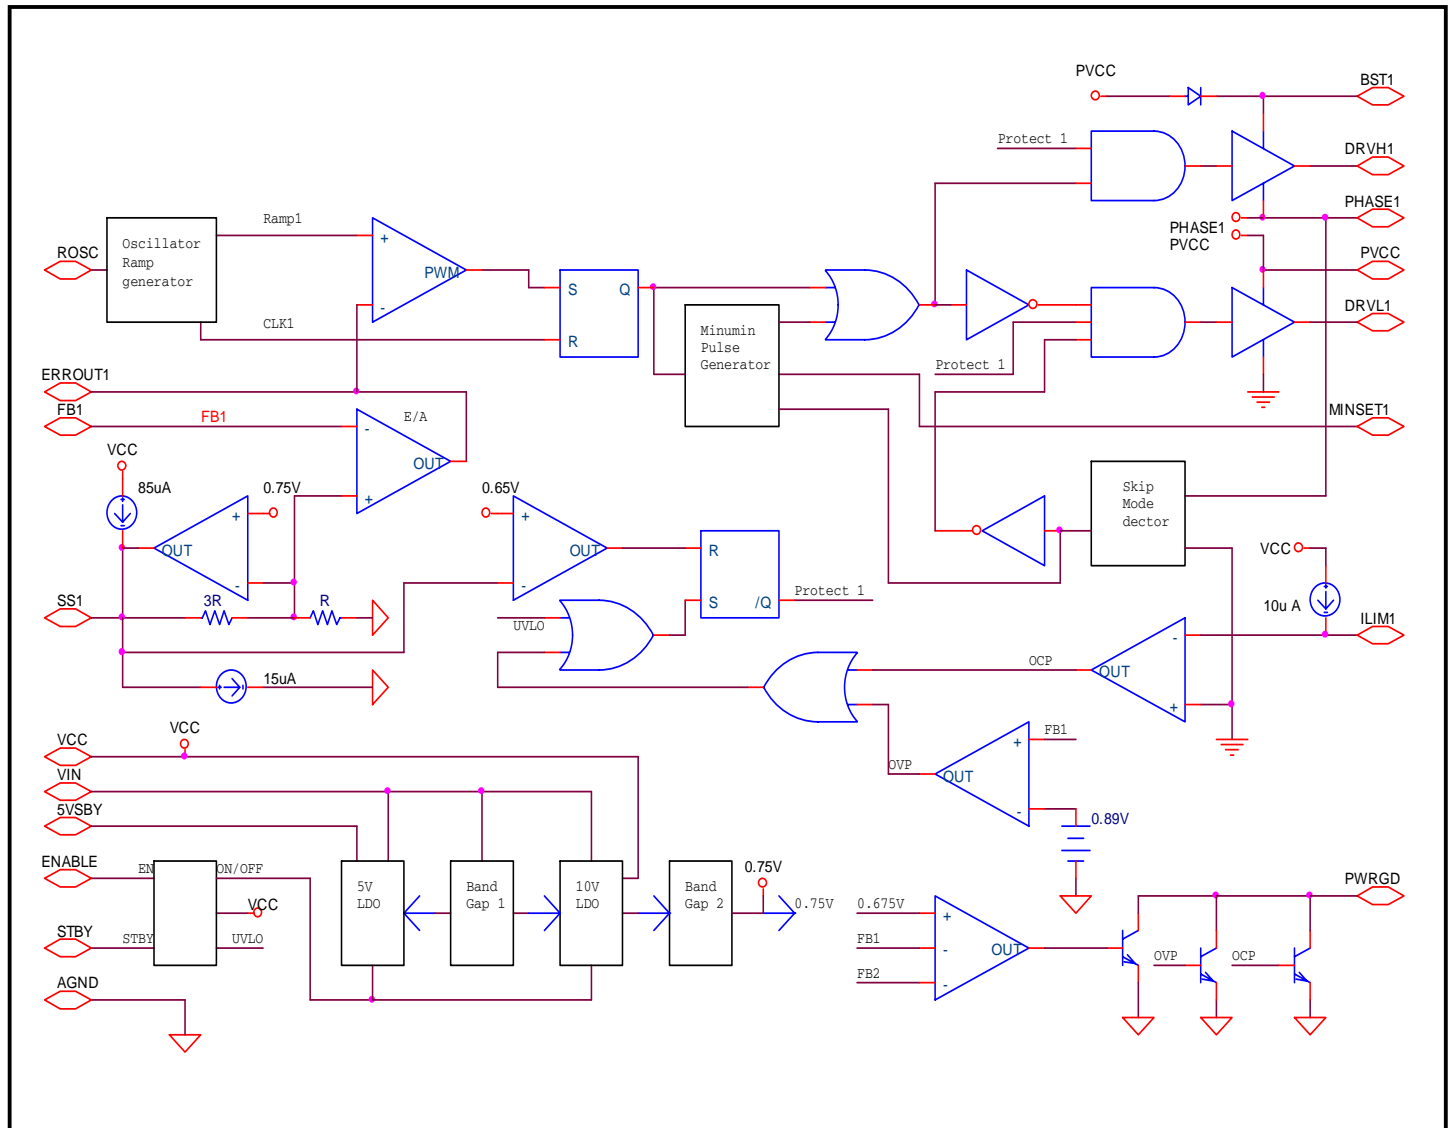 PVCC
BST1
Protect 1
DRVH1
Ramp1
PHASE1
PHASE1
PVCC
PVCC
ROSC
Oscillator
Ramp
generator
+
PWM
-
S
Q
R
CLK1
Minumin
Pulse
Generator
DRVL1
Protect 1
ERROUT1
FB1
FB1
E/A
-
OUT
+
MINSET1
VCC
85uA
0.75V
+
OUT
-
0.65V
+
OUT
-
R
S
/Q
Protect 1
Skip
Mode
dector
VCC
10u A
SS1
3R
R
UVLO
ILIM1
-
OUT
+
OCP
15uA
VCC
VCC
FB1
+
OUT
-
OVP
VIN
5VSBY
0.89V
ENABLE
EN
ON/OFF
VCC
STBY
STBY
UVLO
5V
LDO
Band
Gap 1
10V
LDO
Band
Gap 2
0.75V
0.75V
0.675V
+
FB1
-
OUT
FB2
-
PWRGD
OVP
OCP
AGND